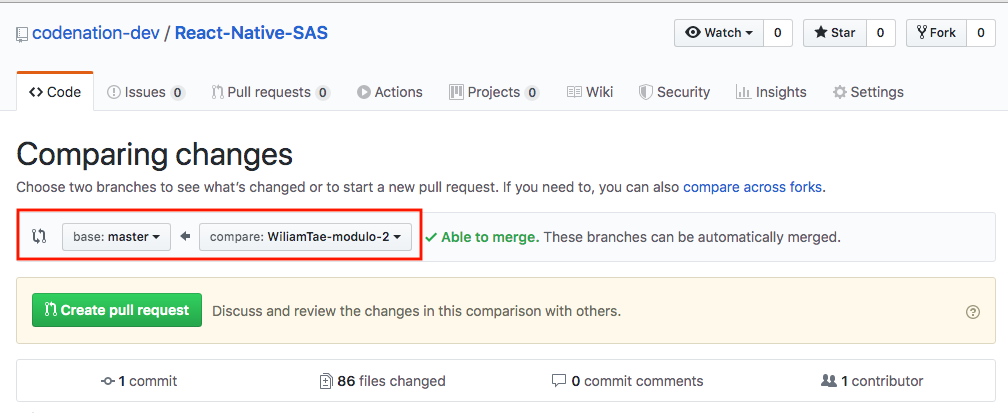 codenation-dev / React-Native-SAS Watch 0 Star 0 Fork 0
Code Issues 0 Pull requests 0 Actions Projects 0 Wiki Security Insights Settings
Comparing changes
Choose two branches to see what's changed or to start a new pull request. If you need to, you can also compare across forks.
base: master compare: WiliamTae-modulo-2 Able to merge. These branches can be automatically merged.
Create pull request Discuss and review the changes in this comparison with others.
1 commit 86 files changed 0 commit comments 1 contributor